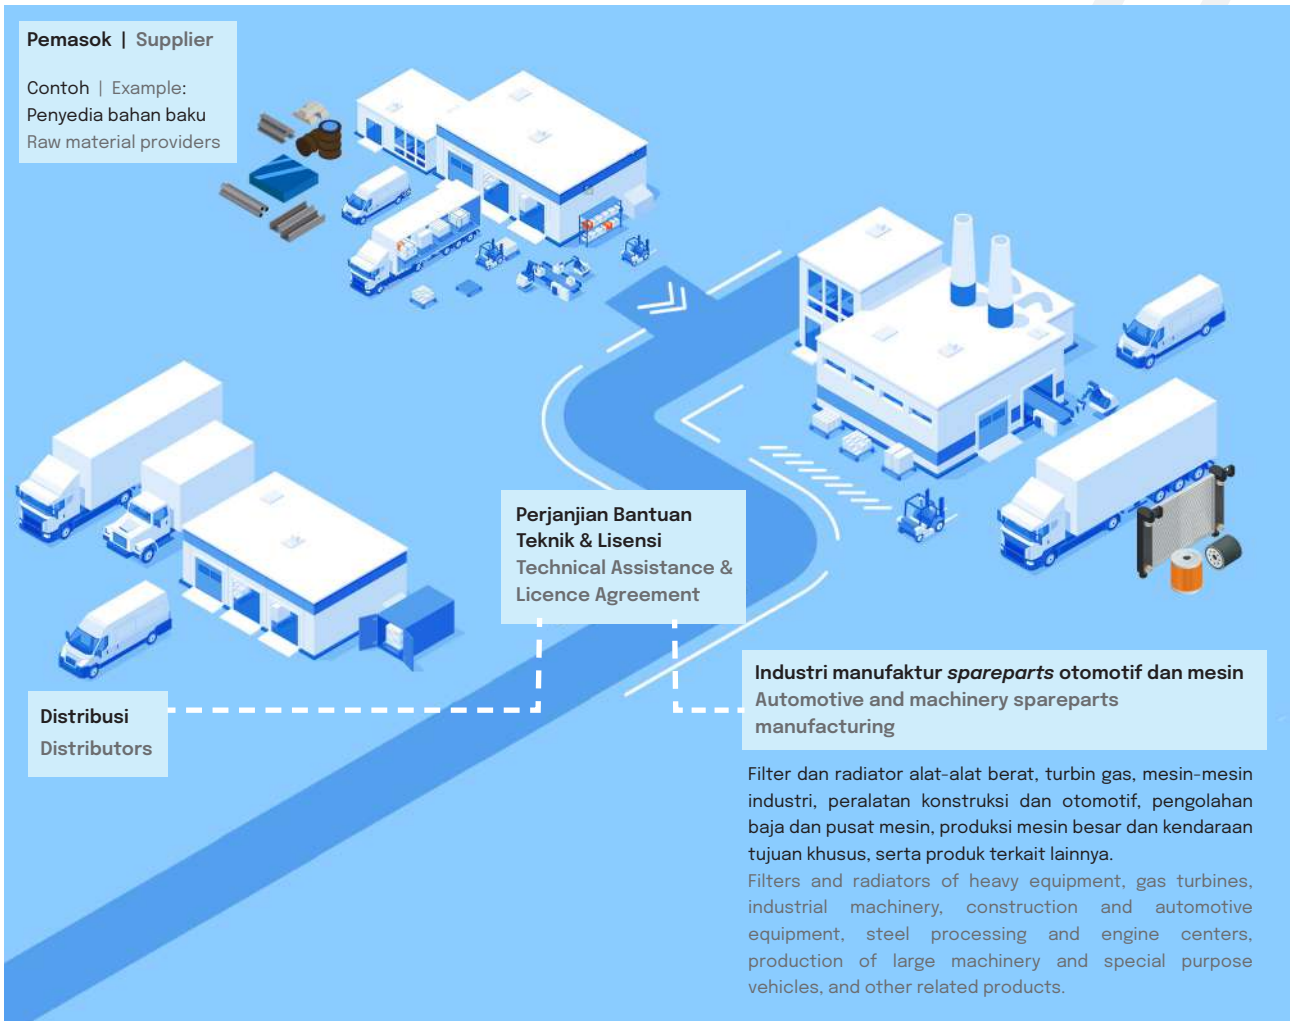 Pemasok | Supplier
Contoh | Example:
Penyedia bahan baku
Raw material providers
Perjanjian Bantuan
Teknik & Lisensi
Technical Assistance &
Licence Agreement
Distribusi
Distributors
Industri manufaktur spareparts otomotif dan mesin
Automotive and machinery spareparts
manufacturing
Filter dan radiator alat-alat berat, turbin gas, mesin-mesin
industri, peralatan konstruksi dan otomotif, pengolahan
baja dan pusat mesin, produksi mesin besar dan kendaraan
tujuan khusus, serta produk terkait lainnya.
Filters and radiators of heavy equipment, gas turbines,
industrial machinery, construction and automotive
equipment, steel processing and engine centers,
production of large machinery and special purpose
vehicles, and other related products.